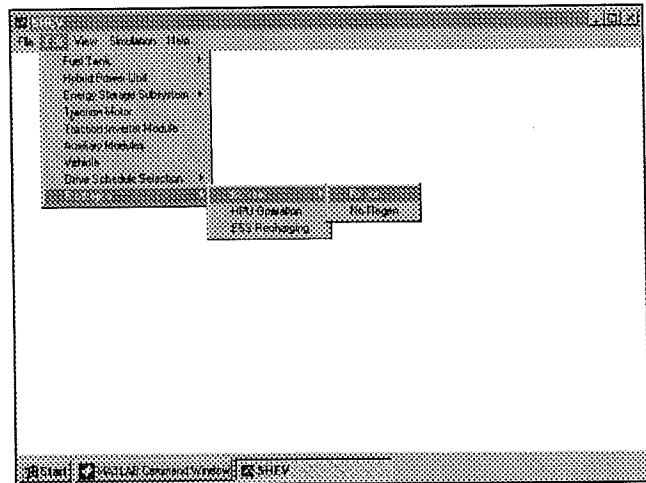 SHEV
File View Simulation Help
Fuel Tank
Hybrid Power Unit
Energy Storage Subsystem
Traction Motor
Traction Inverter Module
Auxiliary Modules
Vehicle
Drive Schedule Selection
HPU Operation
No Regen
ESS Recharging
Start MATLAB Command Window SHEV